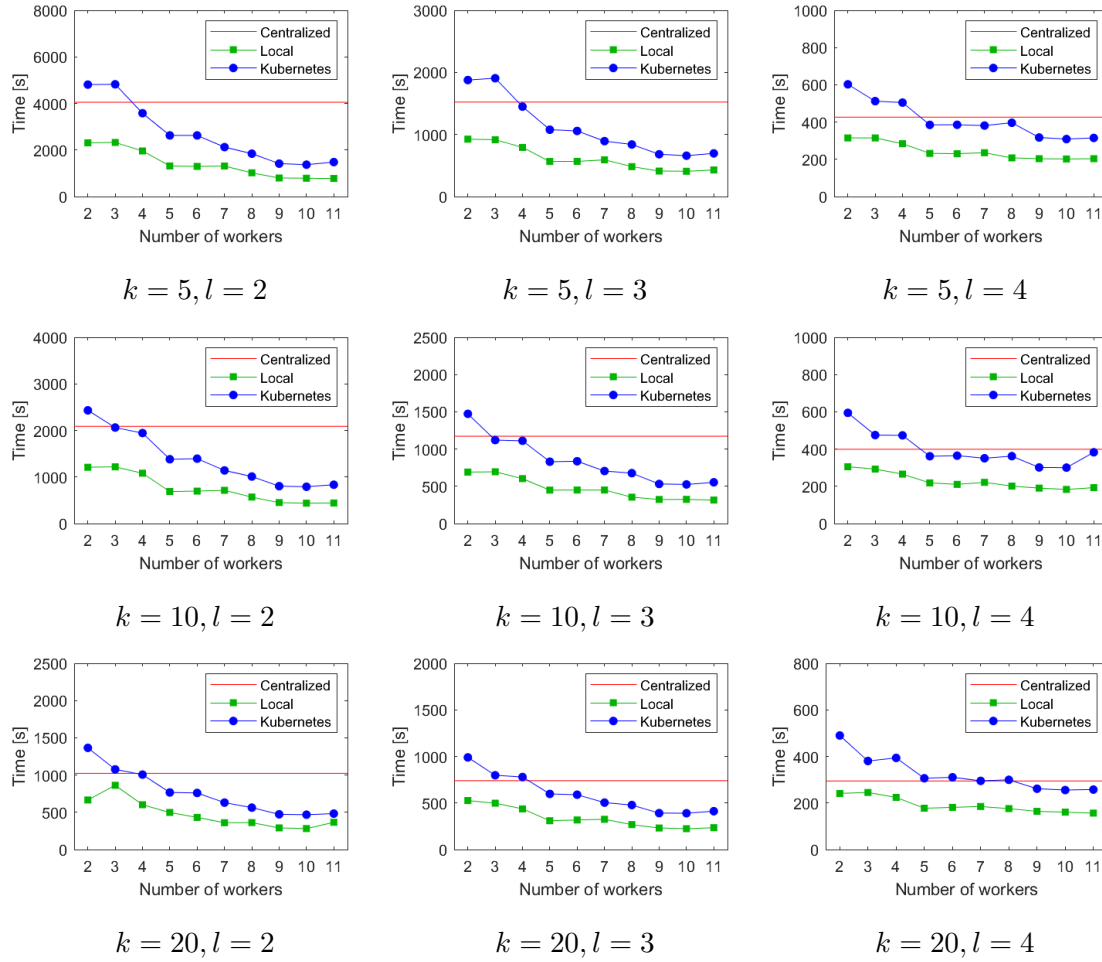 8000
6000
4000
2000
0
Time [s]
Centralized
Local
Kubernetes
2 3 4 5 6 7 8 9 10 11
Number of workers
k = 5, l = 2
3000
2000
1000
0
Time [s]
Centralized
Local
Kubernetes
2 3 4 5 6 7 8 9 10 11
Number of workers
k = 5, l = 3
1000
800
600
400
200
0
Time [s]
Centralized
Local
Kubernetes
2 3 4 5 6 7 8 9 10 11
Number of workers
k = 5, l = 4
4000
3000
2000
1000
0
Time [s]
Centralized
Local
Kubernetes
2 3 4 5 6 7 8 9 10 11
Number of workers
k = 10, l = 2
2500
2000
1500
1000
500
0
Time [s]
Centralized
Local
Kubernetes
2 3 4 5 6 7 8 9 10 11
Number of workers
k = 10, l = 3
1000
800
600
400
200
0
Time [s]
Centralized
Local
Kubernetes
2 3 4 5 6 7 8 9 10 11
Number of workers
k = 10, l = 4
2500
2000
1500
1000
500
0
Time [s]
Centralized
Local
Kubernetes
2 3 4 5 6 7 8 9 10 11
Number of workers
k = 20, l = 2
2000
1500
1000
500
0
Time [s]
Centralized
Local
Kubernetes
2 3 4 5 6 7 8 9 10 11
Number of workers
k = 20, l = 3
800
600
400
200
0
Time [s]
Centralized
Local
Kubernetes
2 3 4 5 6 7 8 9 10 11
Number of workers
k = 20, l = 4